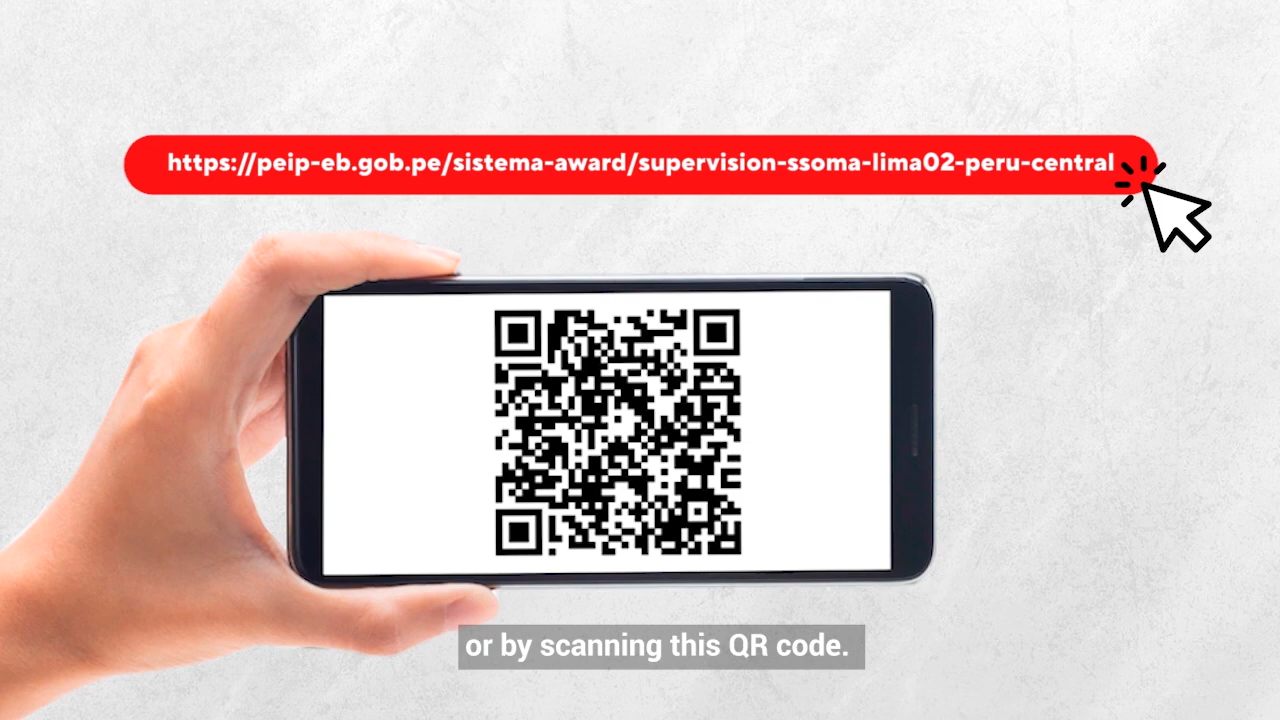 https://peip-eb.gob.pe/sistema-award/supervision-ssoma-lima02-peru-central
or by scanning this QR code.